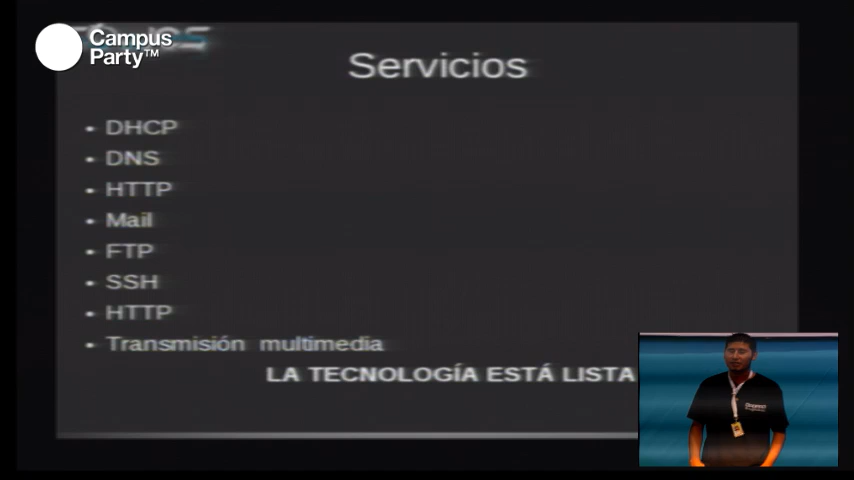 Campus
Party™
Servicios
• DHCP
• DNS
• HTTP
• Mail
• FTP
• SSH
• HTTP
• Transmisión multimedia
LA TECNOLOGÍA ESTÁ LISTA